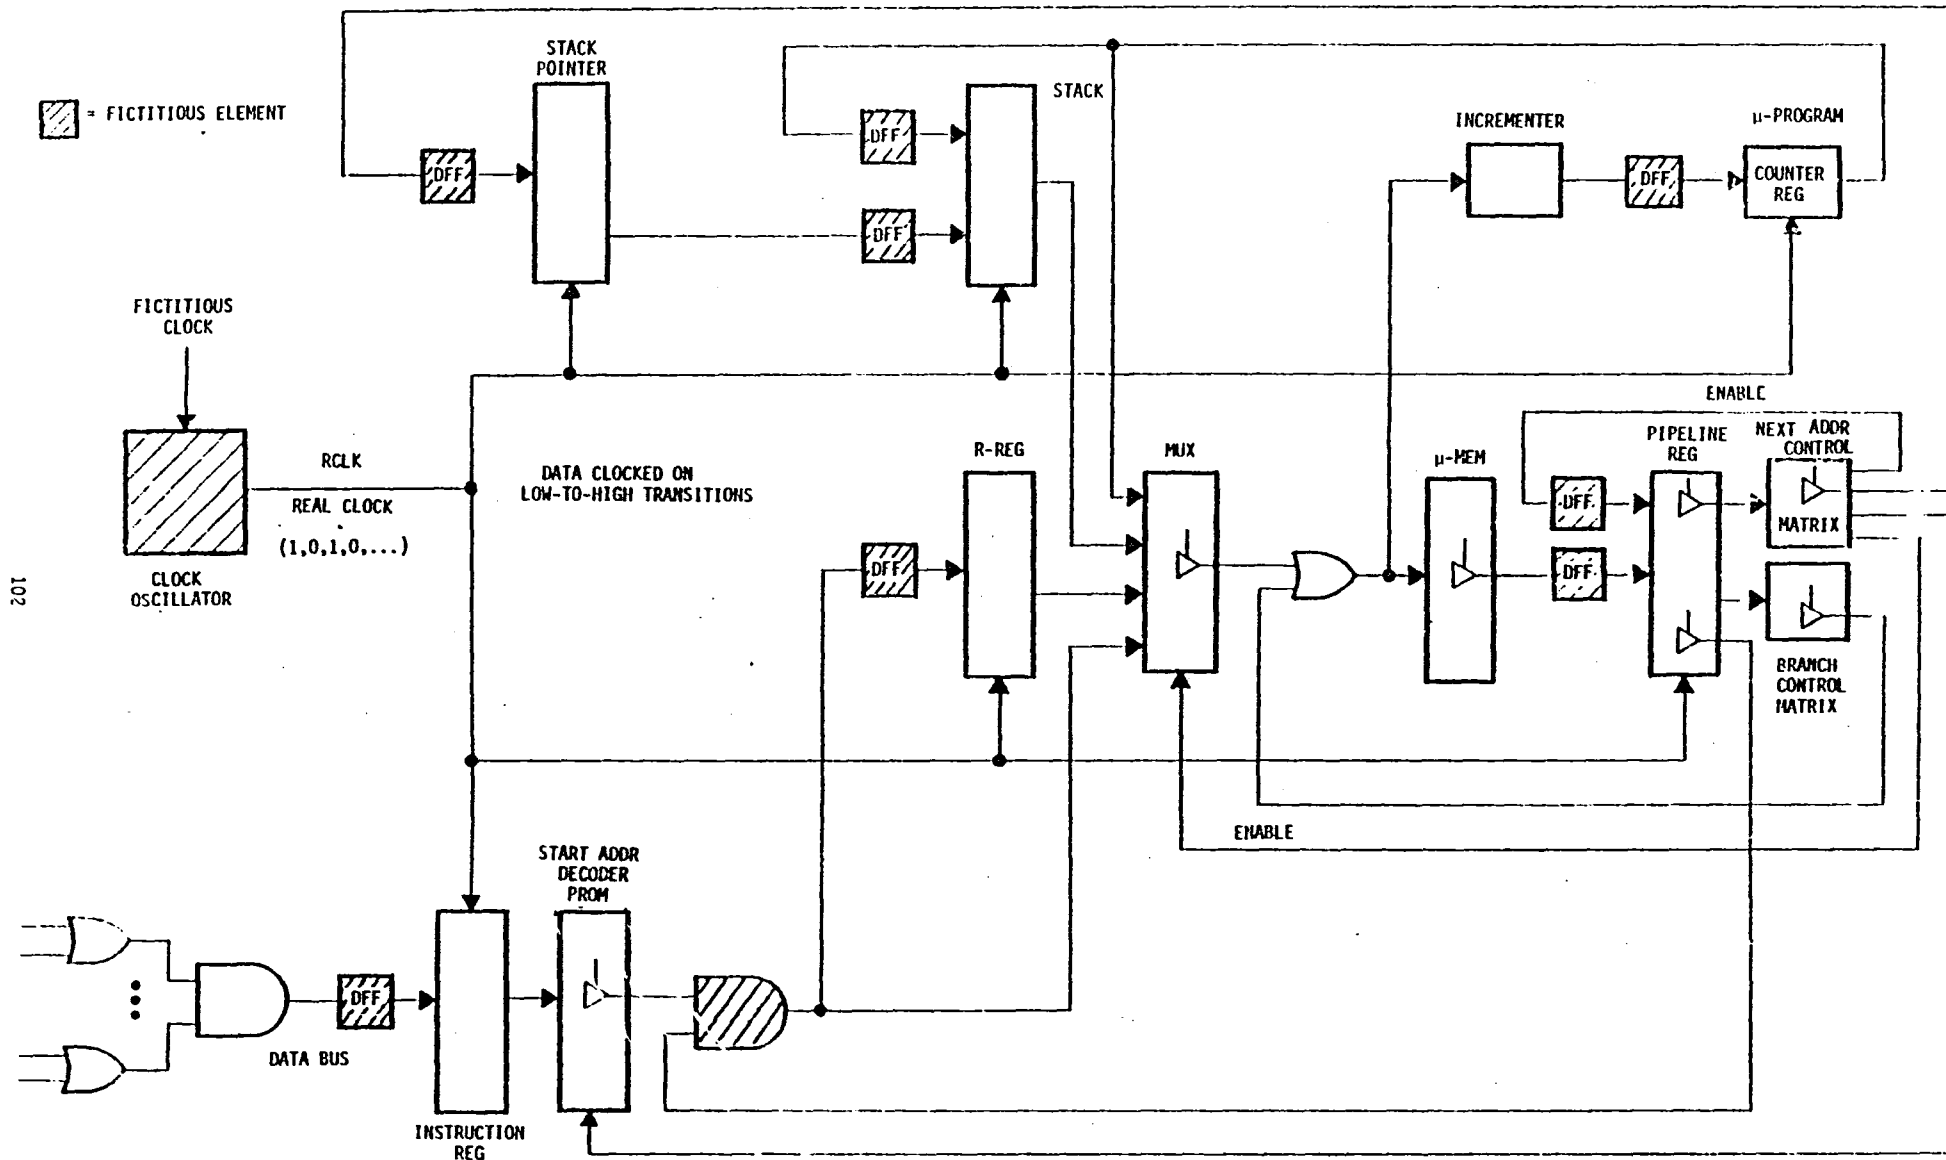 STACK
POINTER
= FICTITIOUS ELEMENT
STACK
INCREMENTER
μ-PROGRAM
COUNTER
REG
DFF
DFF
DFF
DFF
FICTITIOUS
CLOCK
RCLK
REAL CLOCK
(1,0,1,0,...)
CLOCK
OSCILLATOR
DATA CLOCKED ON
LOW-TO-HIGH TRANSITIONS
R-REG
DFF
MUX
μ-MEM
ENABLE
PIPELINE
REG
NEXT ADDR
CONTROL
MATRIX
DFF
DFF
BRANCH
CONTROL
MATRIX
ENABLE
102
START ADDR
DECODER
PROM
DFF
DATA BUS
INSTRUCTION
REG